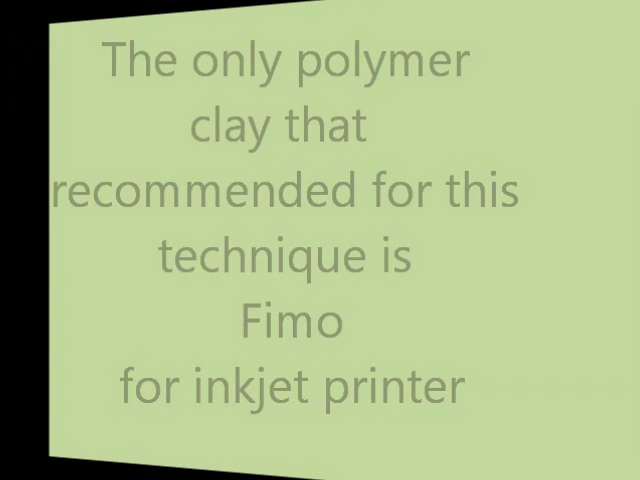 The only polymer
clay that
recommended for this
technique is
Fimo
for inkjet printer